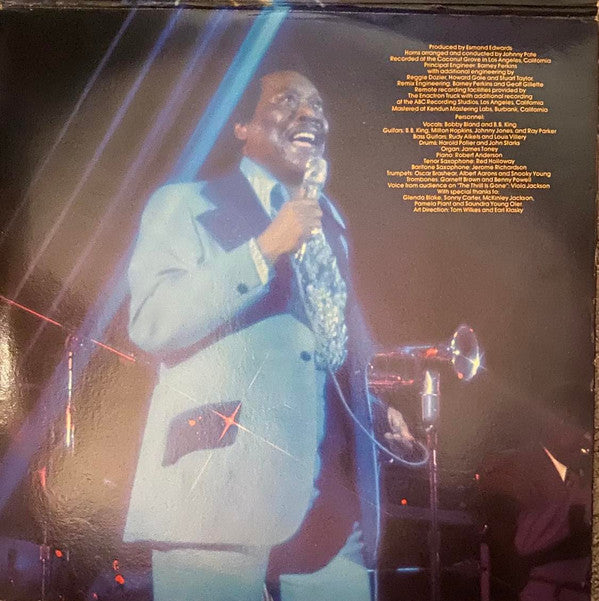 Produced by Esmond Edwards
Horns arranged and conducted by Johnny Pate
Recorded at the Coconut Grove in Los Angeles, California
Principal Engineer: Barney Perkins
with additional engineering by
Reggie Dozier, Howard Gale and Stuart Taylor
Remix Engineering: Barney Perkins and Geoff Gillette
Remote recording facilities provided by
The Enactron Truck with additional recording
at the ABC Recording Studios, Los Angeles, California
Mastered at Kendun Mastering Labs, Burbank, California
Personnel:
Vocals: Bobby Bland and B.B. King
Guitars: B.B. King, Milton Hopkins, Johnny Jones, and Ray Parker
Bass Guitars: Rudy Aikels and Louis Villery
Drums: Harold Potier and John Starks
Organ: James Toney
Piano: Robert Anderson
Tenor Saxophone: Red Holloway
Baritone Saxophone: Jerome Richardson
Trumpets: Oscar Brashear, Albert Aarons and Snooky Young
Trombones: Garnett Brown and Benny Powell
Voice from audience on "The Thrill Is Gone": Viola Jackson
With special thanks to:
Glenda Blake, Sonny Carter, McKinley Jackson,
Pamela Plant and Saundra Young Oler
Art Direction: Tom Wilkes and Earl Klasky